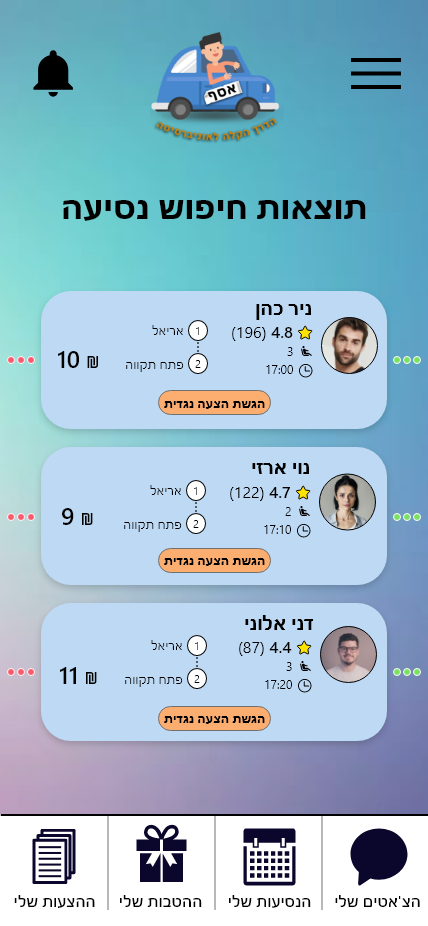 אסף
הדרך הקלה לאוניברסיטה
תוצאות חיפוש נסיעה
ניר כהן
4.8 (196)
3
17:00
1 אריאל
2 פתח תקווה
10 ₪
הגשת הצעה נגדית
נוי ארזי
4.7 (122)
2
17:10
1 אריאל
2 פתח תקווה
9 ₪
הגשת הצעה נגדית
דני אלוני
4.4 (87)
3
17:20
1 אריאל
2 פתח תקווה
11 ₪
הגשת הצעה נגדית
הצ'אטים שלי
הנסיעות שלי
ההטבות שלי
ההצעות שלי